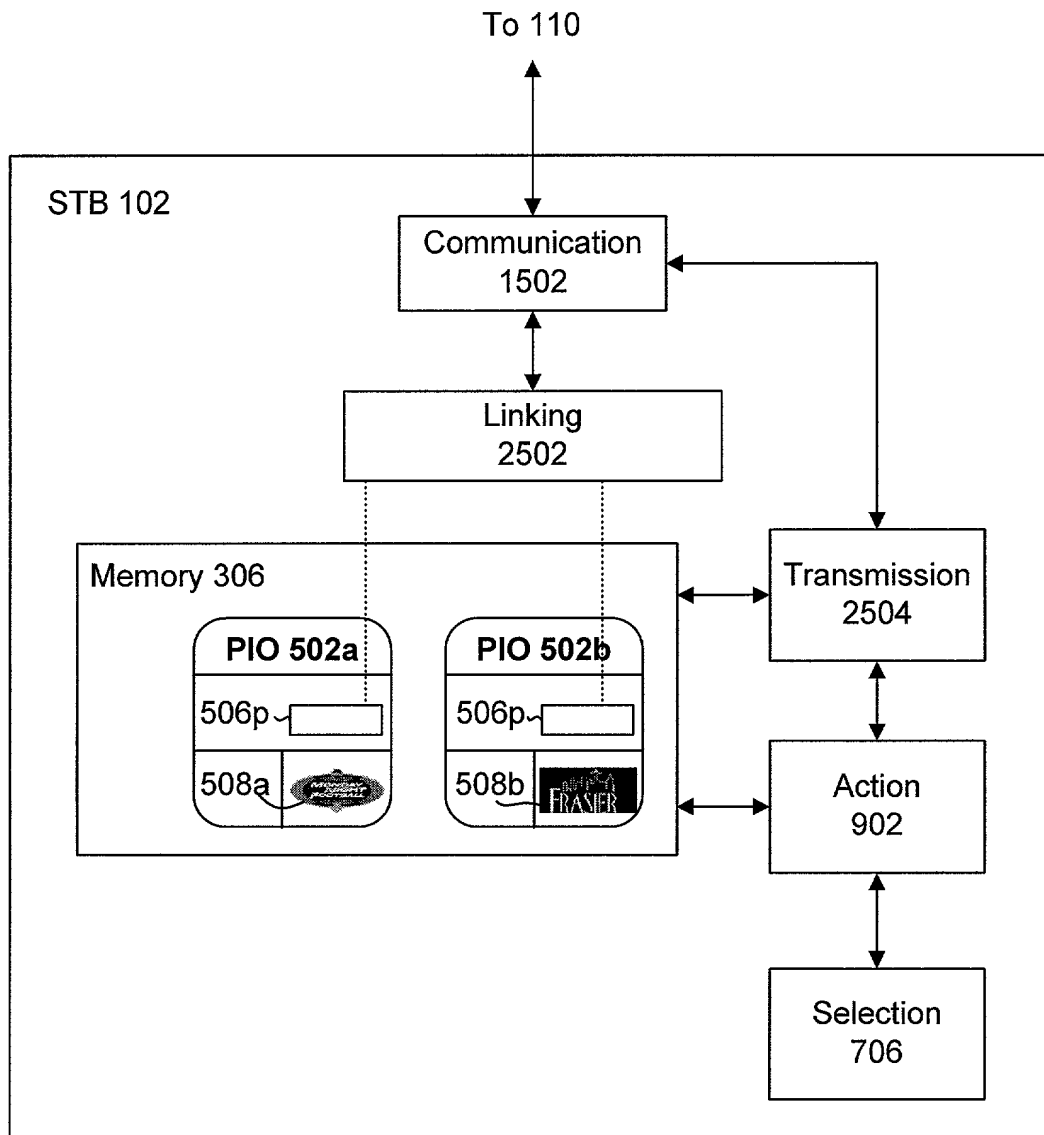 To 110
STB 102
Communication
1502
Linking
2502
Memory 306
Transmission
2504
PIO 502a
PIO 502b
506p
506p
508a
508b
FRASIER
Action
902
Selection
706